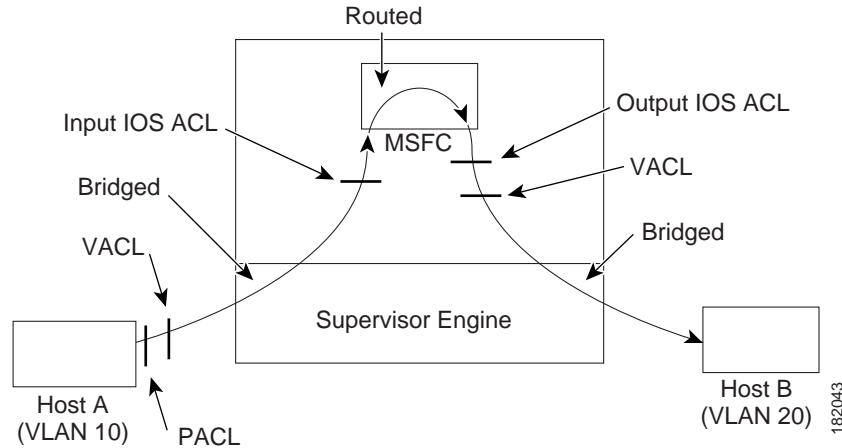 Routed
Input IOS ACL
Output IOS ACL
MSFC
VACL
Bridged
Bridged
VACL
Supervisor Engine
Host A
(VLAN 10)
PACL
Host B
(VLAN 20)
182043